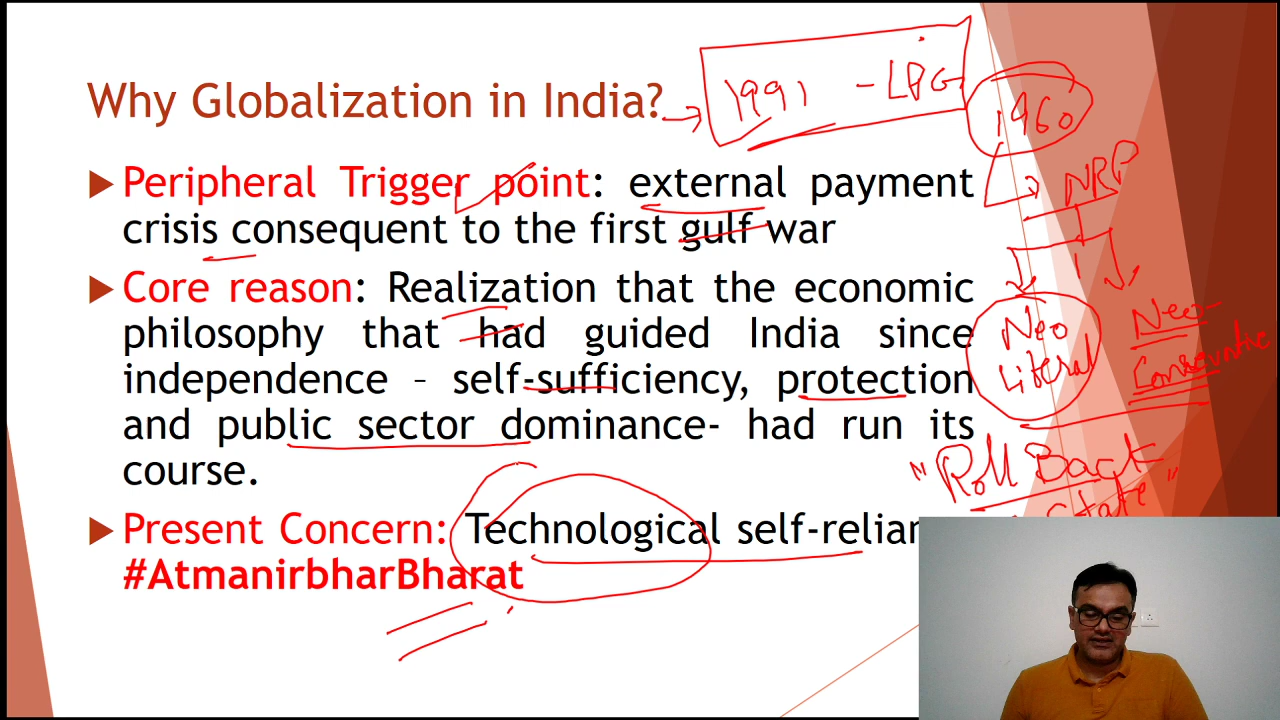 Why Globalization in India?
1991 - LPG
1960
Peripheral Trigger point: external payment
crisis consequent to the first gulf war
NRP
Core reason: Realization that the economic
philosophy that had guided India since
independence – self-sufficiency, protection
and public sector dominance- had run its
course.
Neo
Liberal
Neo-
Conservative
"Roll Back
State"
Present Concern: Technological self-relian
#AtmanirbharBharat